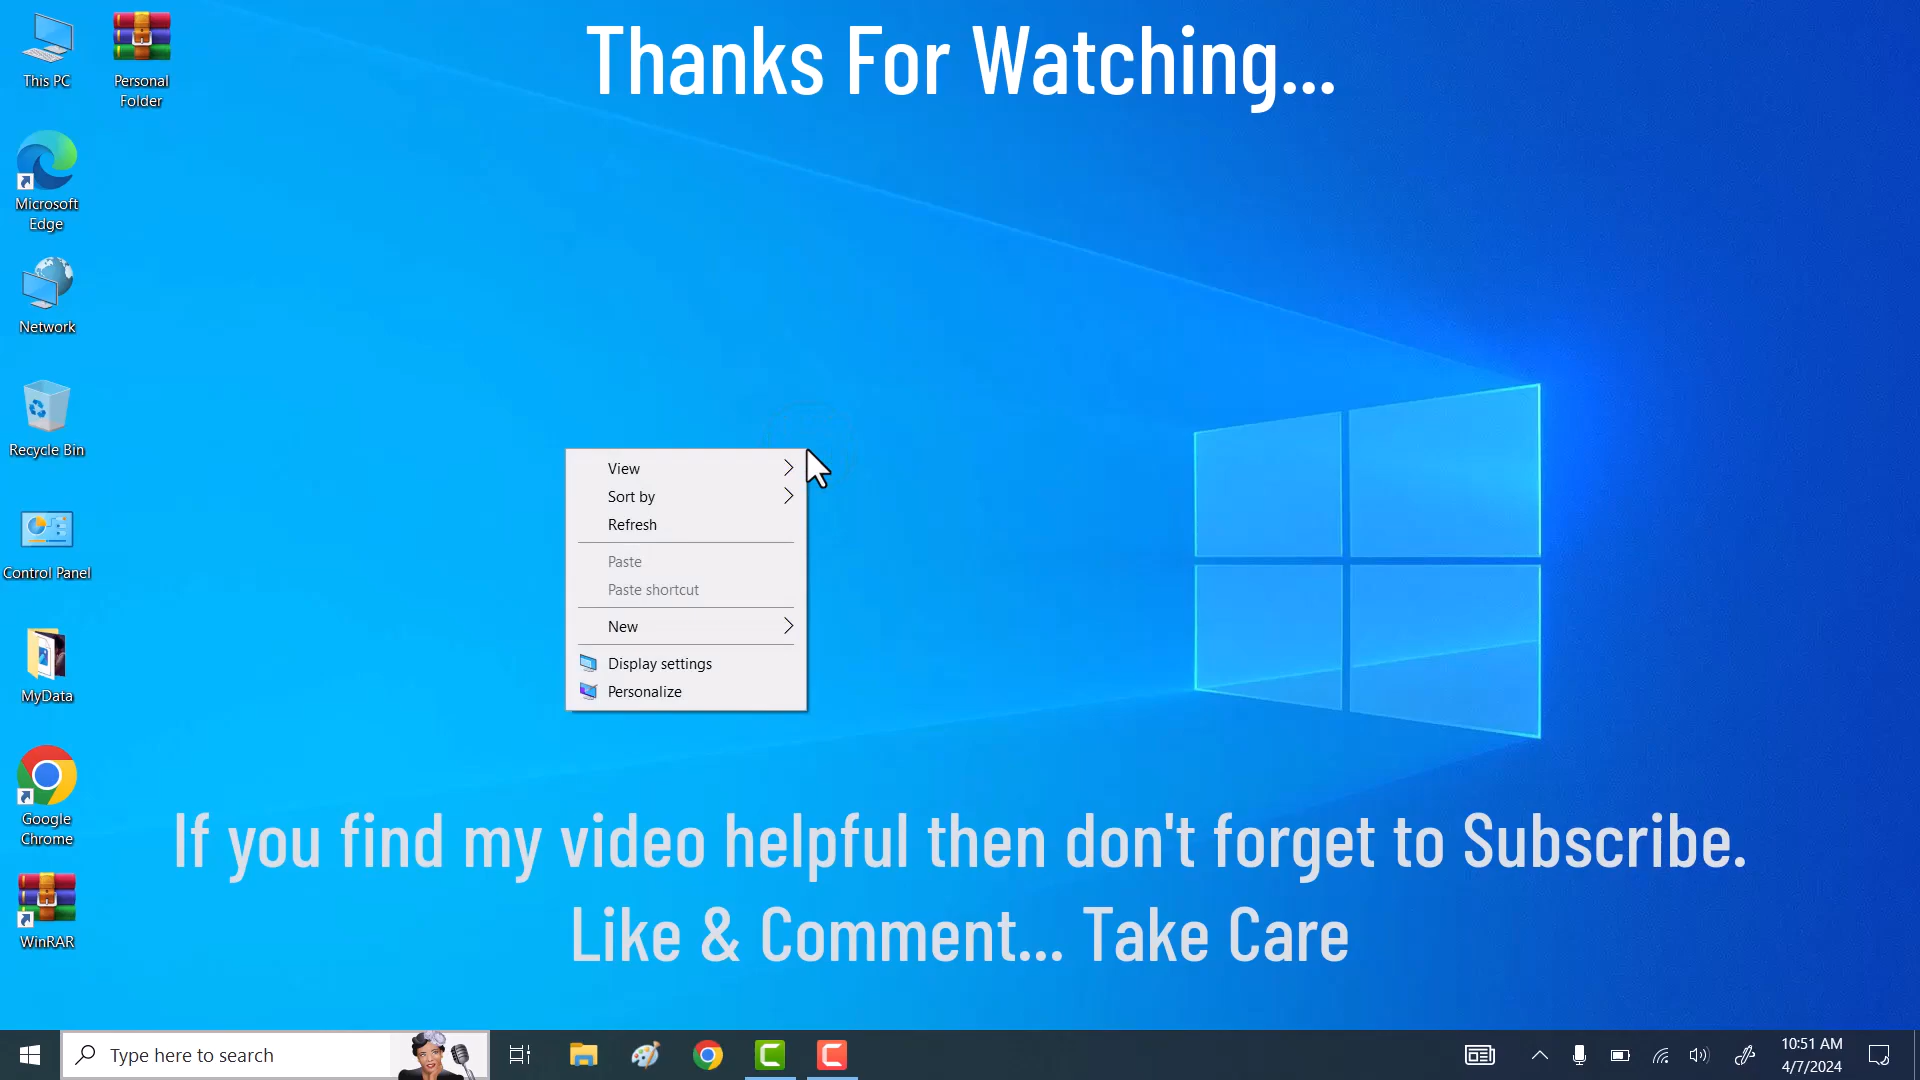 Thanks For Watching...
This PC
Personal
Folder
Microsoft
Edge
Network
Recycle Bin
Control Panel
MyData
Google
Chrome
WinRAR
View
Sort by
Refresh
Paste
Paste shortcut
New
Display settings
Personalize
If you find my video helpful then don't forget to Subscribe.
Like & Comment... Take Care
Type here to search
10:51 AM
4/7/2024